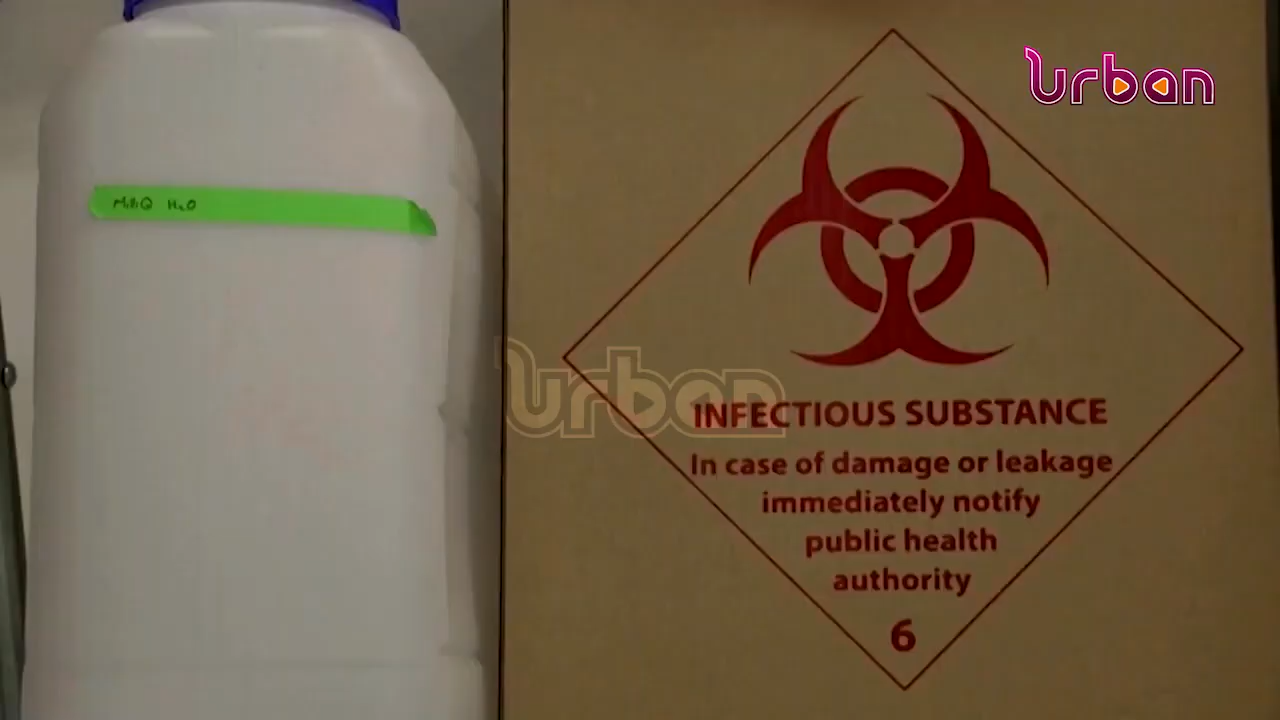 Urban
MilliQ H2O
Urban
INFECTIOUS SUBSTANCE
In case of damage or leakage
immediately notify
public health
authority
6